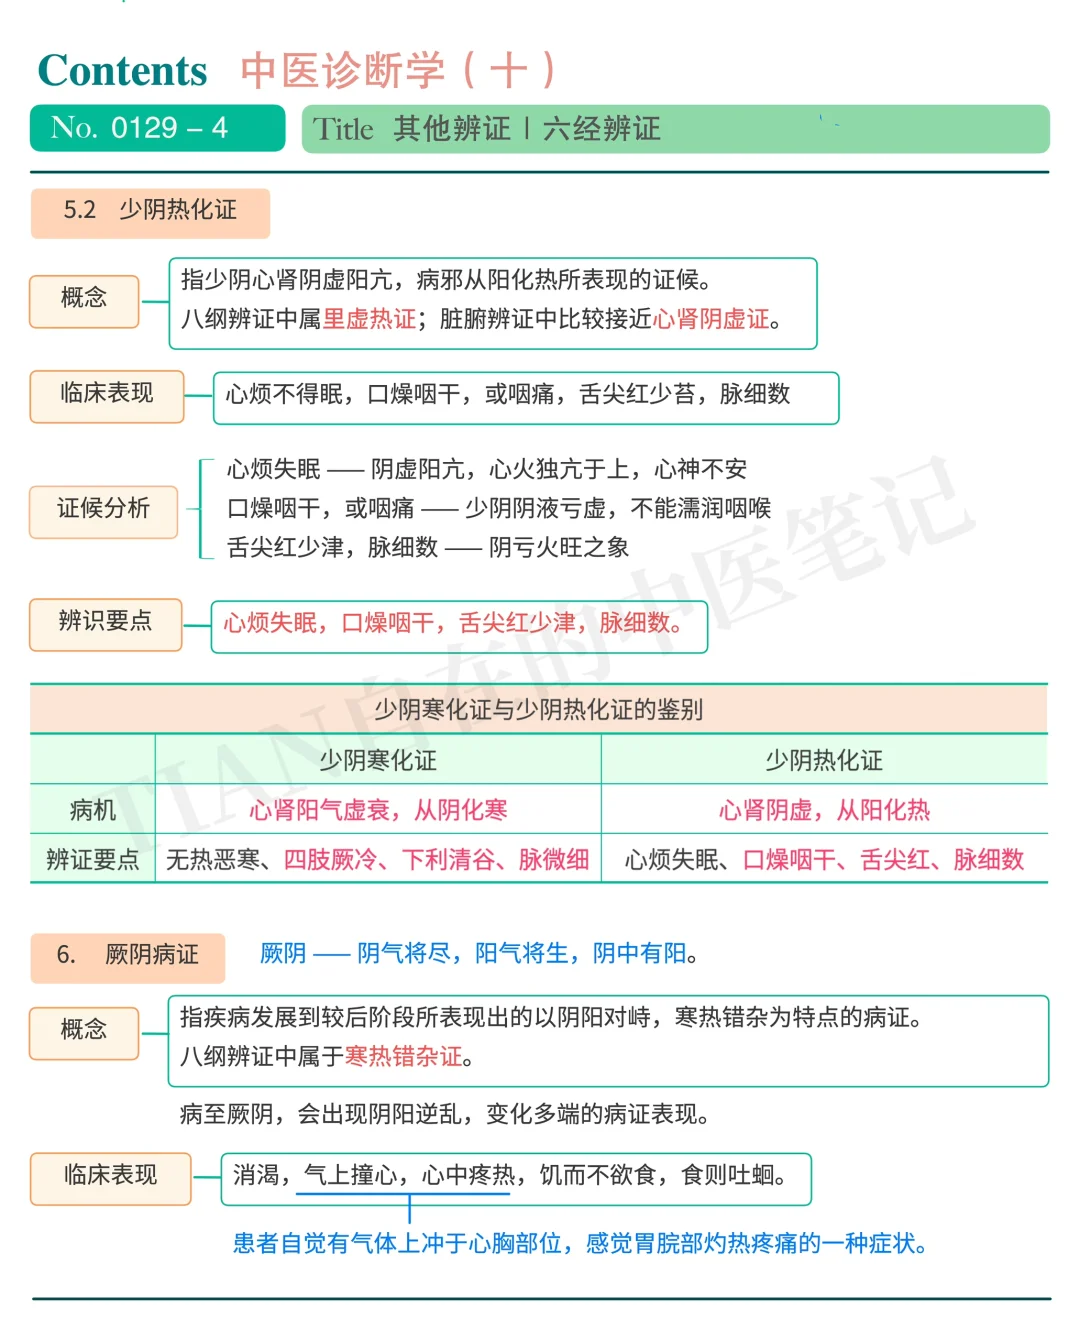 Contents 中医诊断学（十）
No. 0129 – 4 Title 其他辨证 | 六经辨证
5.2 少阴热化证
概念
指少阴心肾阴虚阳亢，病邪从阳化热所表现的证候。
八纲辨证中属里虚热证；脏腑辨证中比较接近心肾阴虚证。
临床表现
心烦不得眠，口燥咽干，或咽痛，舌尖红少苔，脉细数
证候分析
心烦失眠 —— 阴虚阳亢，心火独亢于上，心神不安
口燥咽干，或咽痛 —— 少阴阴液亏虚，不能濡润咽喉
舌尖红少津，脉细数 —— 阴亏火旺之象
辨识要点
心烦失眠，口燥咽干，舌尖红少津，脉细数。
少阴寒化证与少阴热化证的鉴别
少阴寒化证 少阴热化证
病机 心肾阳气虚衰，从阴化寒 心肾阴虚，从阳化热
辨证要点 无热恶寒、四肢厥冷、下利清谷、脉微细 心烦失眠、口燥咽干、舌尖红、脉细数
6. 厥阴病证 厥阴 —— 阴气将尽，阳气将生，阴中有阳。
概念
指疾病发展到较后阶段所表现出的以阴阳对峙，寒热错杂为特点的病证。
八纲辨证中属于寒热错杂证。
病至厥阴，会出现阴阳逆乱，变化多端的病证表现。
临床表现
消渴，气上撞心，心中疼热，饥而不欲食，食则吐蛔。
患者自觉有气体上冲于心胸部位，感觉胃脘部灼热疼痛的一种症状。
TIAN自在的中医笔记